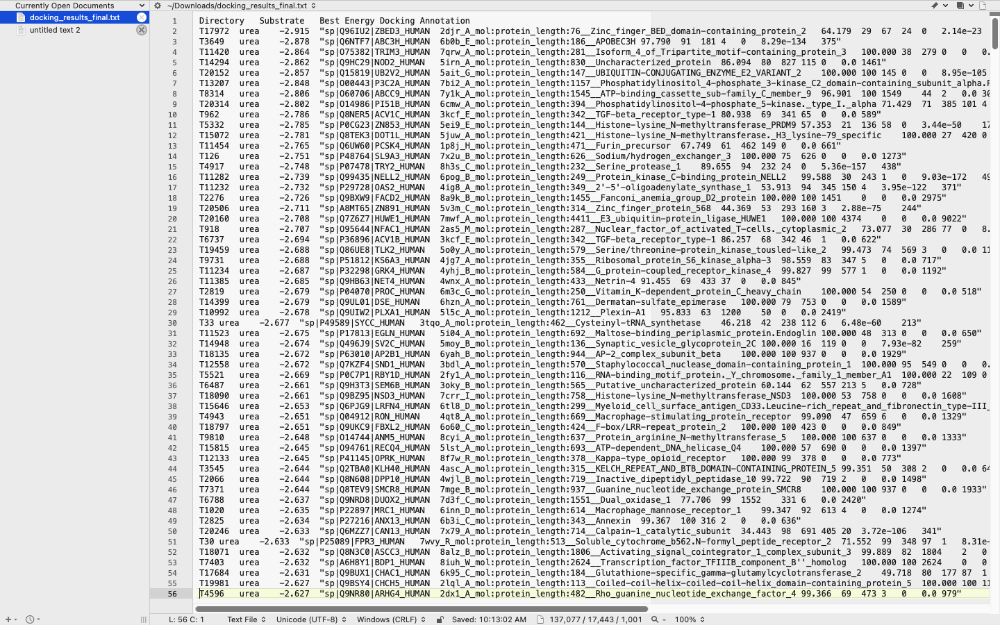 Currently Open Documents
docking_results_final.txt
untitled text 2
~/Downloads/docking_results_final.txt
1 Directory Substrate Best Energy Docking Annotation
2 T17972 urea -2.915 "sp|Q96IU2|ZBED3_HUMAN 2djr_A_mol:protein_length:76__Zinc_finger_BED_domain-containing_protein_2 64.179 29 67 24 0 2.14e-23
3 T3649 urea -2.878 "sp|Q6NTF7|ABC3H_HUMAN 6b0b_E_mol:protein_length:186__APOBEC3H 97.790 91 181 4 0 8.29e-134 375"
4 T11420 urea -2.864 "sp|O75382|TRIM3_HUMAN 7qrw_A_mol:protein_length:281__Isoform_4_of_Tripartite_motif-containing_protein_3 100.000 38 279 0 0 0.
5 T14294 urea -2.862 "sp|Q9HC29|NOD2_HUMAN 5irn_A_mol:protein_length:830__Uncharacterized_protein 86.094 80 827 115 0 0.0 1461"
6 T20152 urea -2.857 "sp|Q15819|UB2V2_HUMAN 5ait_G_mol:protein_length:147__UBIQUITIN-CONJUGATING_ENZYME_E2_VARIANT_2 100.000 100 145 0 0 8.95e-105
7 T13207 urea -2.848 "sp|O00443|P3C2A_HUMAN 7bi2_A_mol:protein_length:1157__Phosphatidylinositol_4-phosphate_3-kinase_C2_domain-containing_subunit_alpha.
8 T8314 urea -2.806 "sp|O60706|ABCC9_HUMAN 7y1k_A_mol:protein_length:1545__ATP-binding_cassette_sub-family_C_member_9 96.901 100 1549 44 2 0.0 30
9 T20314 urea -2.802 "sp|O14986|PI51B_HUMAN 6cmw_A_mol:protein_length:394__Phosphatidylinositol-4-phosphate_5-kinase._type_I._alpha 71.429 71 385 101 4
10 T962 urea -2.786 "sp|Q8NER5|ACV1C_HUMAN 3kcf_E_mol:protein_length:342__TGF-beta_receptor_type-1 80.938 69 341 65 0 0.0 589"
11 T5332 urea -2.785 "sp|P0CG23|ZN853_HUMAN 5ei9_E_mol:protein_length:144__Histone-lysine_N-methyltransferase_PRDM9 57.353 21 136 58 0 3.44e-50 17
12 T15072 urea -2.781 "sp|Q8TEK3|DOT1L_HUMAN 5juw_A_mol:protein_length:421__Histone-lysine_N-methyltransferase._H3_lysine-79_specific 100.000 27 420 0
13 T11454 urea -2.765 "sp|Q6UW60|PCSK4_HUMAN 1p8j_H_mol:protein_length:471__Furin_precursor 67.749 61 462 149 0 0.0 661"
14 T126 urea -2.751 "sp|P48764|SL9A3_HUMAN 7x2u_B_mol:protein_length:626__Sodium/hydrogen_exchanger_3 100.000 75 626 0 0 0.0 1273"
15 T4917 urea -2.748 "sp|P07478|TRY2_HUMAN 8h3s_C_mol:protein_length:232__Serine_protease_1 89.655 94 232 24 0 5.36e-157 438"
16 T11282 urea -2.739 "sp|Q99435|NELL2_HUMAN 6pog_B_mol:protein_length:249__Protein_kinase_C-binding_protein_NELL2 99.588 30 243 1 0 9.03e-172 49
17 T11232 urea -2.732 "sp|P29728|OAS2_HUMAN 4ig8_A_mol:protein_length:349__2'-5'-oligoadenylate_synthase_1 53.913 94 345 150 4 3.95e-122 371"
18 T2276 urea -2.726 "sp|Q9BXW9|FACD2_HUMAN 8a9k_B_mol:protein_length:1455__Fanconi_anemia_group_D2_protein 100.000 100 1451 0 0 0.0 2975"
19 T20506 urea -2.711 "sp|A8MT65|ZN891_HUMAN 5v3m_C_mol:protein_length:314__Zinc_finger_protein_568 44.369 53 293 160 3 2.88e-75 244"
20 T20160 urea -2.708 "sp|Q7Z6Z7|HUWE1_HUMAN 7mwf_A_mol:protein_length:4411__E3_ubiquitin-protein_ligase_HUWE1 100.000 100 4374 0 0 0.0 9022"
21 T918 urea -2.707 "sp|O95644|NFAC1_HUMAN 2as5_M_mol:protein_length:287__Nuclear_factor_of_activated_T-cells._cytoplasmic_2 73.077 30 286 77 0 8.
22 T6737 urea -2.694 "sp|P36896|ACV1B_HUMAN 3kcf_E_mol:protein_length:342__TGF-beta_receptor_type-1 86.257 68 342 46 1 0.0 622"
23 T19459 urea -2.688 "sp|Q86UE8|TLK2_HUMAN 5o0y_A_mol:protein_length:579__Serine/threonine-protein_kinase_tousled-like_2 99.473 74 569 3 0 0.0 11
24 T9731 urea -2.688 "sp|P51812|KS6A3_HUMAN 4jg7_A_mol:protein_length:355__Ribosomal_protein_S6_kinase_alpha-3 98.559 83 347 5 0 0.0 717"
25 T11234 urea -2.687 "sp|P32298|GRK4_HUMAN 4yhj_B_mol:protein_length:584__G_protein-coupled_receptor_kinase_4 99.827 99 577 1 0 0.0 1192"
26 T11385 urea -2.685 "sp|Q9HB63|NET4_HUMAN 4wnx_A_mol:protein_length:433__Netrin-4 91.455 69 433 37 0 0.0 845"
27 T2819 urea -2.679 "sp|P04070|PROC_HUMAN 6m3c_G_mol:protein_length:250__Vitamin_K-dependent_protein_C_heavy_chain 100.000 54 250 0 0 0.0 518"
28 T14399 urea -2.679 "sp|Q9UL01|DSE_HUMAN 6hzn_A_mol:protein_length:761__Dermatan-sulfate_epimerase 100.000 79 753 0 0 0.0 1589"
29 T10992 urea -2.678 "sp|Q9UIW2|PLXA1_HUMAN 5l5c_A_mol:protein_length:1212__Plexin-A1 95.833 63 1200 50 0 0.0 2419"
30 T33 urea -2.677 "sp|P49589|SYCC_HUMAN 3tqo_A_mol:protein_length:462__Cysteinyl-tRNA_synthetase 46.218 42 238 112 6 6.48e-60 213"
31 T11523 urea -2.675 "sp|P17813|EGLN_HUMAN 5i04_A_mol:protein_length:692__Maltose-binding_periplasmic_protein.Endoglin 100.000 48 313 0 0 0.0 650"
32 T14948 urea -2.674 "sp|Q496J9|SV2C_HUMAN 5moy_B_mol:protein_length:136__Synaptic_vesicle_glycoprotein_2C 100.000 16 119 0 0 7.93e-82 259"
33 T18135 urea -2.672 "sp|P63010|AP2B1_HUMAN 6yah_B_mol:protein_length:944__AP-2_complex_subunit_beta 100.000 100 937 0 0 0.0 1929"
34 T12558 urea -2.672 "sp|Q7KZF4|SND1_HUMAN 3bdl_A_mol:protein_length:570__Staphylococcal_nuclease_domain-containing_protein_1 100.000 95 549 0 0 0.
35 T5521 urea -2.669 "sp|P0C7P1|RBY1D_HUMAN 2fy1_A_mol:protein_length:116__RNA-binding_motif_protein._Y_chromosome._family_1_member_A1 100.000 22 109 0
36 T6487 urea -2.661 "sp|Q9H3T3|SEM6B_HUMAN 3oky_B_mol:protein_length:565__Putative_uncharacterized_protein 60.144 62 557 213 5 0.0 728"
37 T18090 urea -2.661 "sp|Q9BZ95|NSD3_HUMAN 7crr_I_mol:protein_length:758__Histone-lysine_N-methyltransferase_NSD3 100.000 53 758 0 0 0.0 1608"
38 T15646 urea -2.653 "sp|Q6PJG9|LRFN4_HUMAN 6tl8_D_mol:protein_length:299__Myeloid_cell_surface_antigen_CD33.Leucine-rich_repeat_and_fibronectin_type-III_
39 T4943 urea -2.651 "sp|Q04912|RON_HUMAN 4qt8_A_mol:protein_length:669__Macrophage-stimulating_protein_receptor 99.090 47 659 6 0 0.0 1329"
40 T18797 urea -2.651 "sp|Q9UKC9|FBXL2_HUMAN 6o60_C_mol:protein_length:424__F-box/LRR-repeat_protein_2 100.000 100 423 0 0 0.0 849"
41 T9810 urea -2.648 "sp|O14744|ANM5_HUMAN 8cyi_A_mol:protein_length:637__Protein_arginine_N-methyltransferase_5 100.000 100 637 0 0 0.0 1333"
42 T15815 urea -2.645 "sp|O94761|RECQ4_HUMAN 5lst_A_mol:protein_length:693__ATP-dependent_DNA_helicase_Q4 100.000 57 690 0 0 0.0 1397"
43 T12133 urea -2.645 "sp|P41145|OPRK_HUMAN 8f7w_R_mol:protein_length:378__Kappa-type_opioid_receptor 100.000 99 378 0 0 0.0 773"
44 T3545 urea -2.644 "sp|Q2TBA0|KLH40_HUMAN 4asc_A_mol:protein_length:315__KELCH_REPEAT_AND_BTB_DOMAIN-CONTAINING_PROTEIN_5 99.351 50 308 2 0 0.0 64
45 T2066 urea -2.644 "sp|Q8N608|DPP10_HUMAN 4wjl_B_mol:protein_length:719__Inactive_dipeptidyl_peptidase_10 99.722 90 719 2 0 0.0 1498"
46 T7371 urea -2.644 "sp|Q8TEV9|SMCR8_HUMAN 7mge_B_mol:protein_length:937__Guanine_nucleotide_exchange_protein_SMCR8 100.000 100 937 0 0 0.0 1933"
47 T6788 urea -2.637 "sp|Q9NRD8|DUOX2_HUMAN 7d3f_C_mol:protein_length:1551__Dual_oxidase_1 77.706 99 1552 331 6 0.0 2420"
48 T1020 urea -2.635 "sp|P22897|MRC1_HUMAN 6inn_D_mol:protein_length:614__Macrophage_mannose_receptor_1 99.347 92 613 4 0 0.0 1274"
49 T2825 urea -2.634 "sp|P27216|ANX13_HUMAN 6b3i_C_mol:protein_length:343__Annexin 99.367 100 316 2 0 0.0 636"
50 T20246 urea -2.633 "sp|Q6MZZ7|CAN13_HUMAN 7x79_A_mol:protein_length:714__Calpain-1_catalytic_subunit 34.443 98 691 405 20 3.72e-106 341"
51 T30 urea -2.633 "sp|P25089|FPR3_HUMAN 7wvy_R_mol:protein_length:513__Soluble_cytochrome_b562.N-formyl_peptide_receptor_2 71.552 99 348 97 1 8.31e-
52 T18071 urea -2.632 "sp|Q8N3C0|ASCC3_HUMAN 8alz_B_mol:protein_length:1806__Activating_signal_cointegrator_1_complex_subunit_3 99.889 82 1804 2 0
53 T7403 urea -2.632 "sp|A6H8Y1|BDP1_HUMAN 8iuh_W_mol:protein_length:2624__Transcription_factor_TFIIIB_component_B''_homolog 100.000 100 2624 0 0
54 T17684 urea -2.631 "sp|Q9BUX1|CHAC1_HUMAN 6k95_C_mol:protein_length:184__Glutathione-specific_gamma-glutamylcyclotransferase_2 49.718 80 177 87 1
55 T19981 urea -2.627 "sp|Q9BSY4|CHCH5_HUMAN 2lql_A_mol:protein_length:113__Coiled-coil-helix-coiled-coil-helix_domain-containing_protein_5 100.000 100 11
56 T4596 urea -2.627 "sp|Q9NR80|ARHG4_HUMAN 2dx1_A_mol:protein_length:482__Rho_guanine_nucleotide_exchange_factor_4 99.366 69 473 3 0 0.0 979"
L: 56 C: 1 Text File Unicode (UTF-8) Windows (CRLF) Saved: 10:13:02 AM 137,077 / 17,443 / 1,001 - 100%